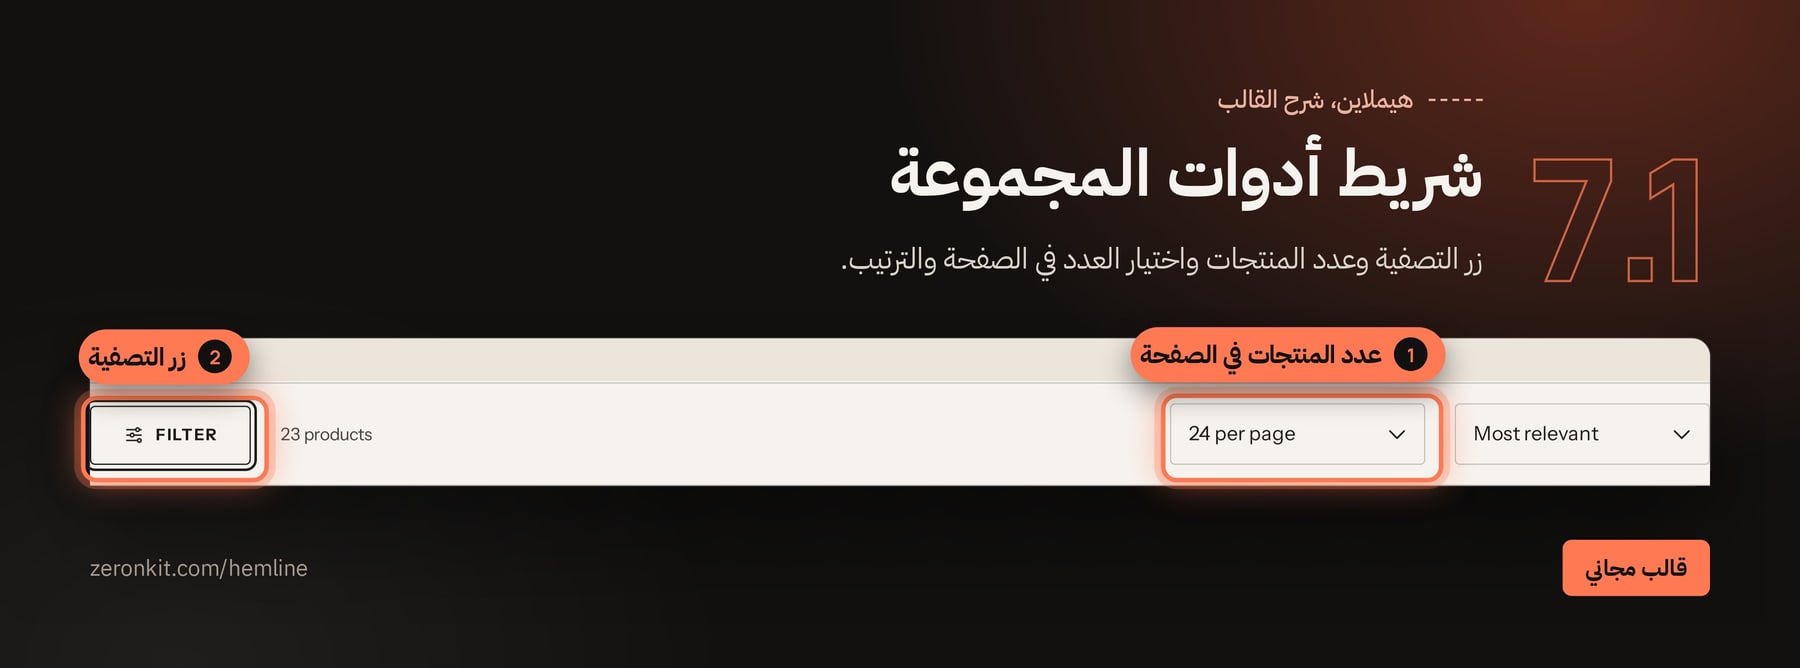 هيملاين، شرح القالب
7.1
شريط أدوات المجموعة
زر التصفية وعدد المنتجات واختيار العدد في الصفحة والترتيب.
1 عدد المنتجات في الصفحة
2 زر التصفية
FILTER
23 products
24 per page
Most relevant
قالب مجاني
zeronkit.com/hemline